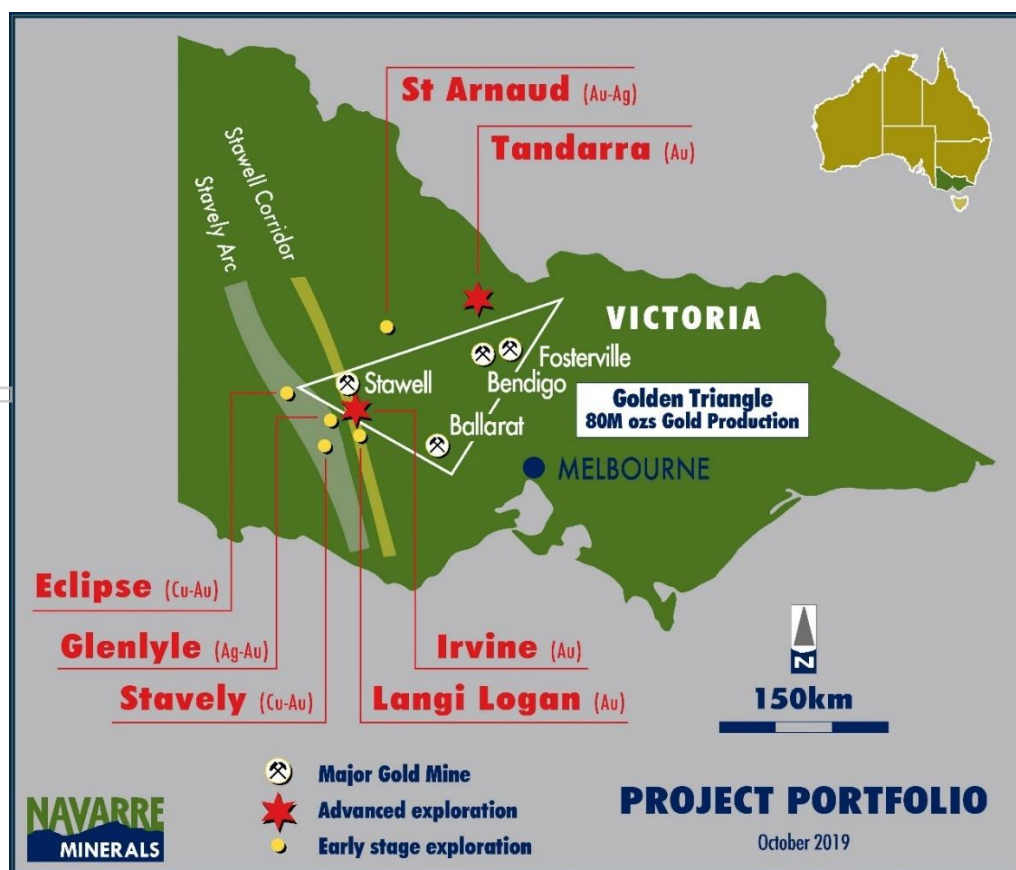 St Arnaud (Au-Ag)
Tandarra (Au)
Stawell Corridor
Stavely Arc
VICTORIA
Fosterville
Stawell
Bendigo
Golden Triangle
80M ozs Gold Production
Ballarat
MELBOURNE
Eclipse (Cu-Au)
Glenlyle (Ag-Au)
Irvine (Au)
Stavely (Cu-Au)
Langi Logan (Au)
N
150km
Major Gold Mine
Advanced exploration
Early stage exploration
NAVARRE
MINERALS
PROJECT PORTFOLIO
October 2019